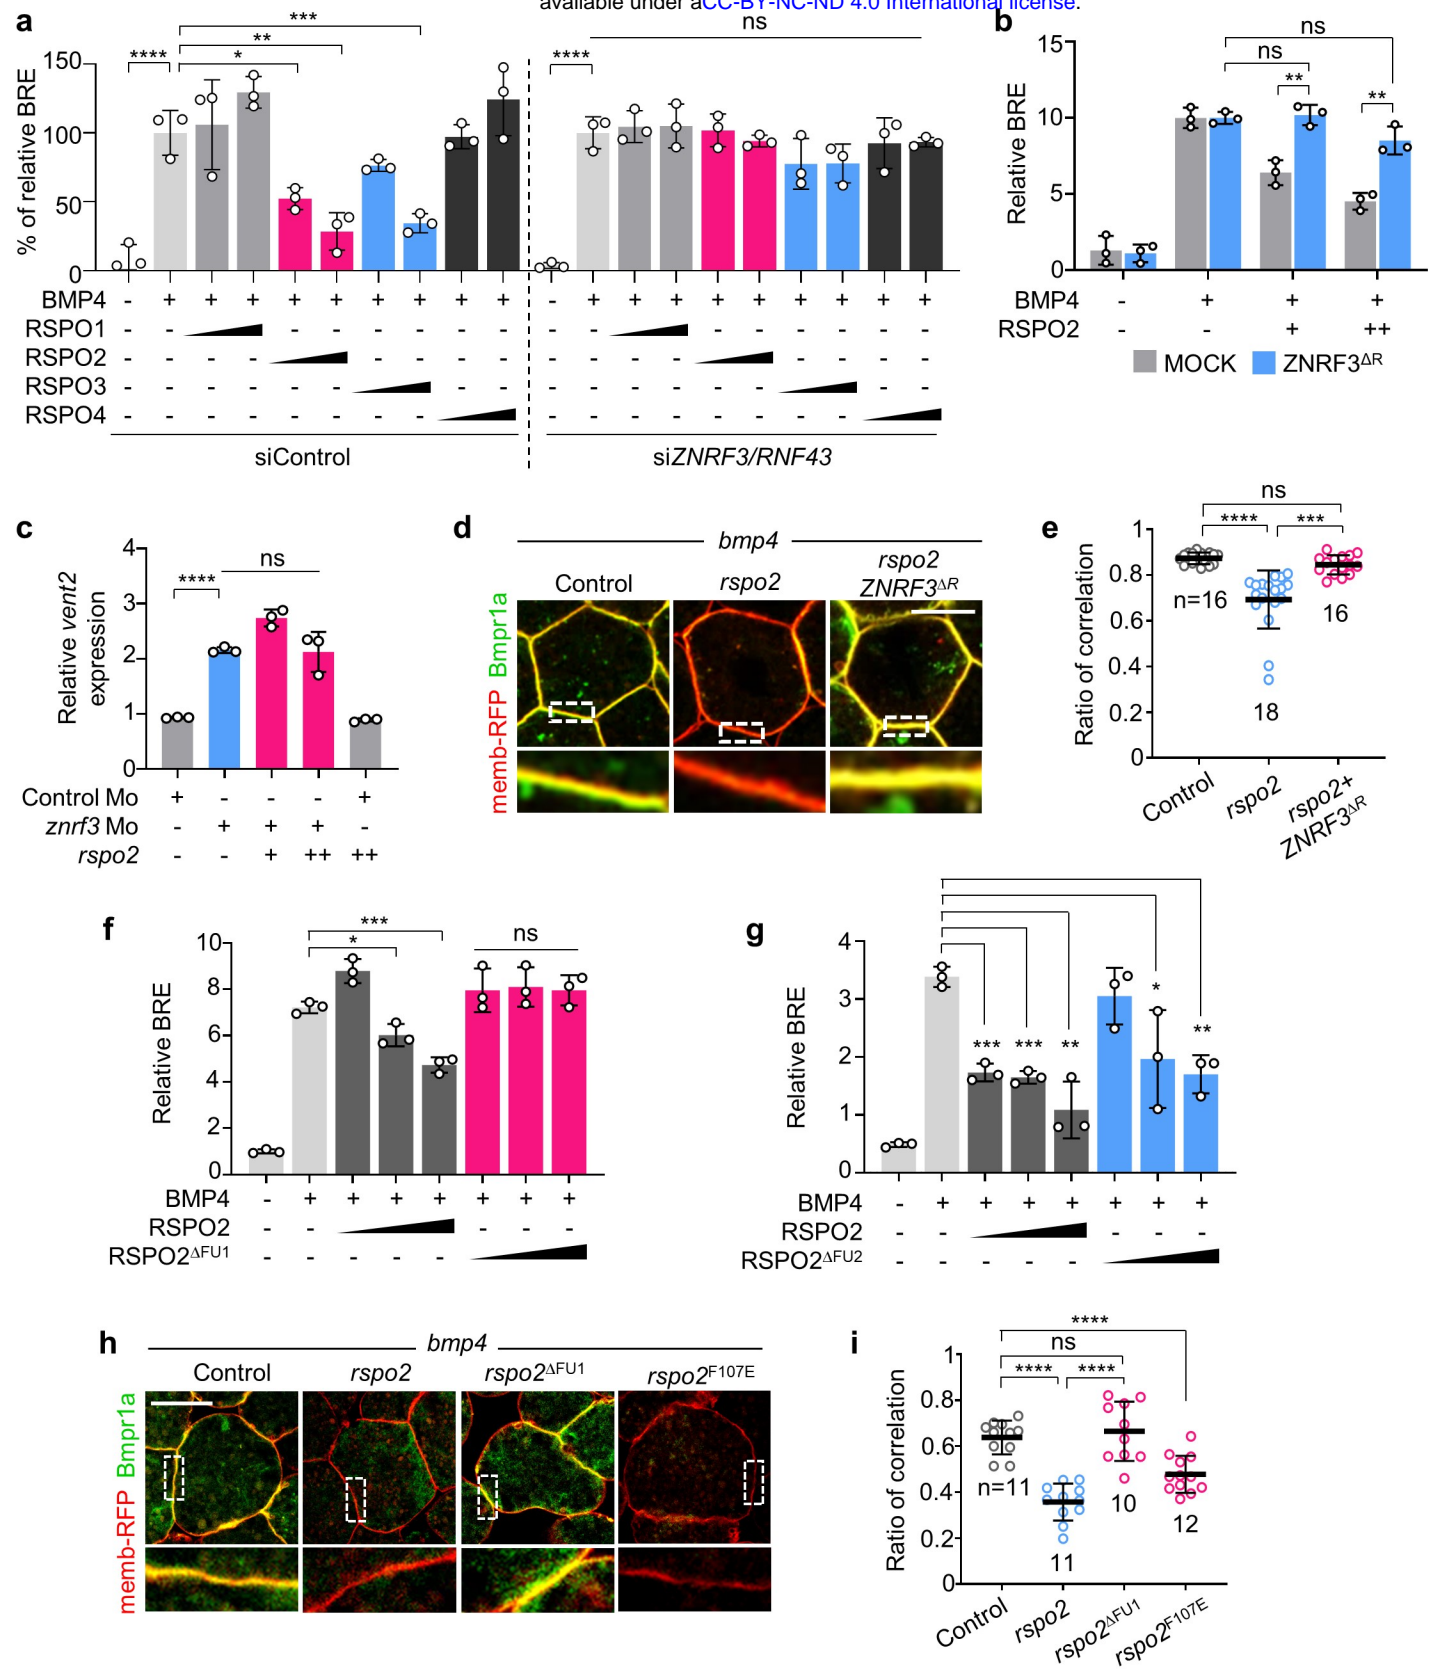 available under aCC-BY-NC-ND 4.0 International license.
a
% of relative BRE
150
100
50
0
**** *** ** *
**** ns
BMP4 - + + + + + + + + + - + + + + + + + + +
RSPO1 - - - - - - - - - - - - - - - -
RSPO2 - - - - - - - - - - - - - - - -
RSPO3 - - - - - - - - - - - - - - - -
RSPO4 - - - - - - - - - - - - - - - -
siControl
siZNRF3/RNF43
b
Relative BRE
15
10
5
0
ns
ns
** **
BMP4 - + + +
RSPO2 - - + ++
MOCK ZNRF3ΔR
c
Relative vent2
expression
4
3
2
1
0
**** ns
Control Mo + - - - +
znrf3 Mo - + + + -
rspo2 - - + ++ ++
d
bmp4
Control rspo2 rspo2
ZNRF3ΔR
memb-RFP Bmpr1a
e
Ratio of correlation
1
0.8
0.6
0.4
0.2
0
ns
**** ***
n=16
18
16
Control rspo2 rspo2+
ZNRF3ΔR
f
Relative BRE
10
8
6
4
2
0
***
* ns
BMP4 - + + + + + + +
RSPO2 - - - - -
RSPO2ΔFU1 - - - - -
g
Relative BRE
4
3
2
1
0
*** *** ** * **
BMP4 - + + + + + + +
RSPO2 - - - - -
RSPO2ΔFU2 - - - - -
h
bmp4
Control rspo2 rspo2ΔFU1 rspo2F107E
memb-RFP Bmpr1a
i
Ratio of correlation
1
0.8
0.6
0.4
0.2
0
****
ns
**** ****
n=11
11
10
12
Control rspo2 rspo2ΔFU1 rspo2F107E